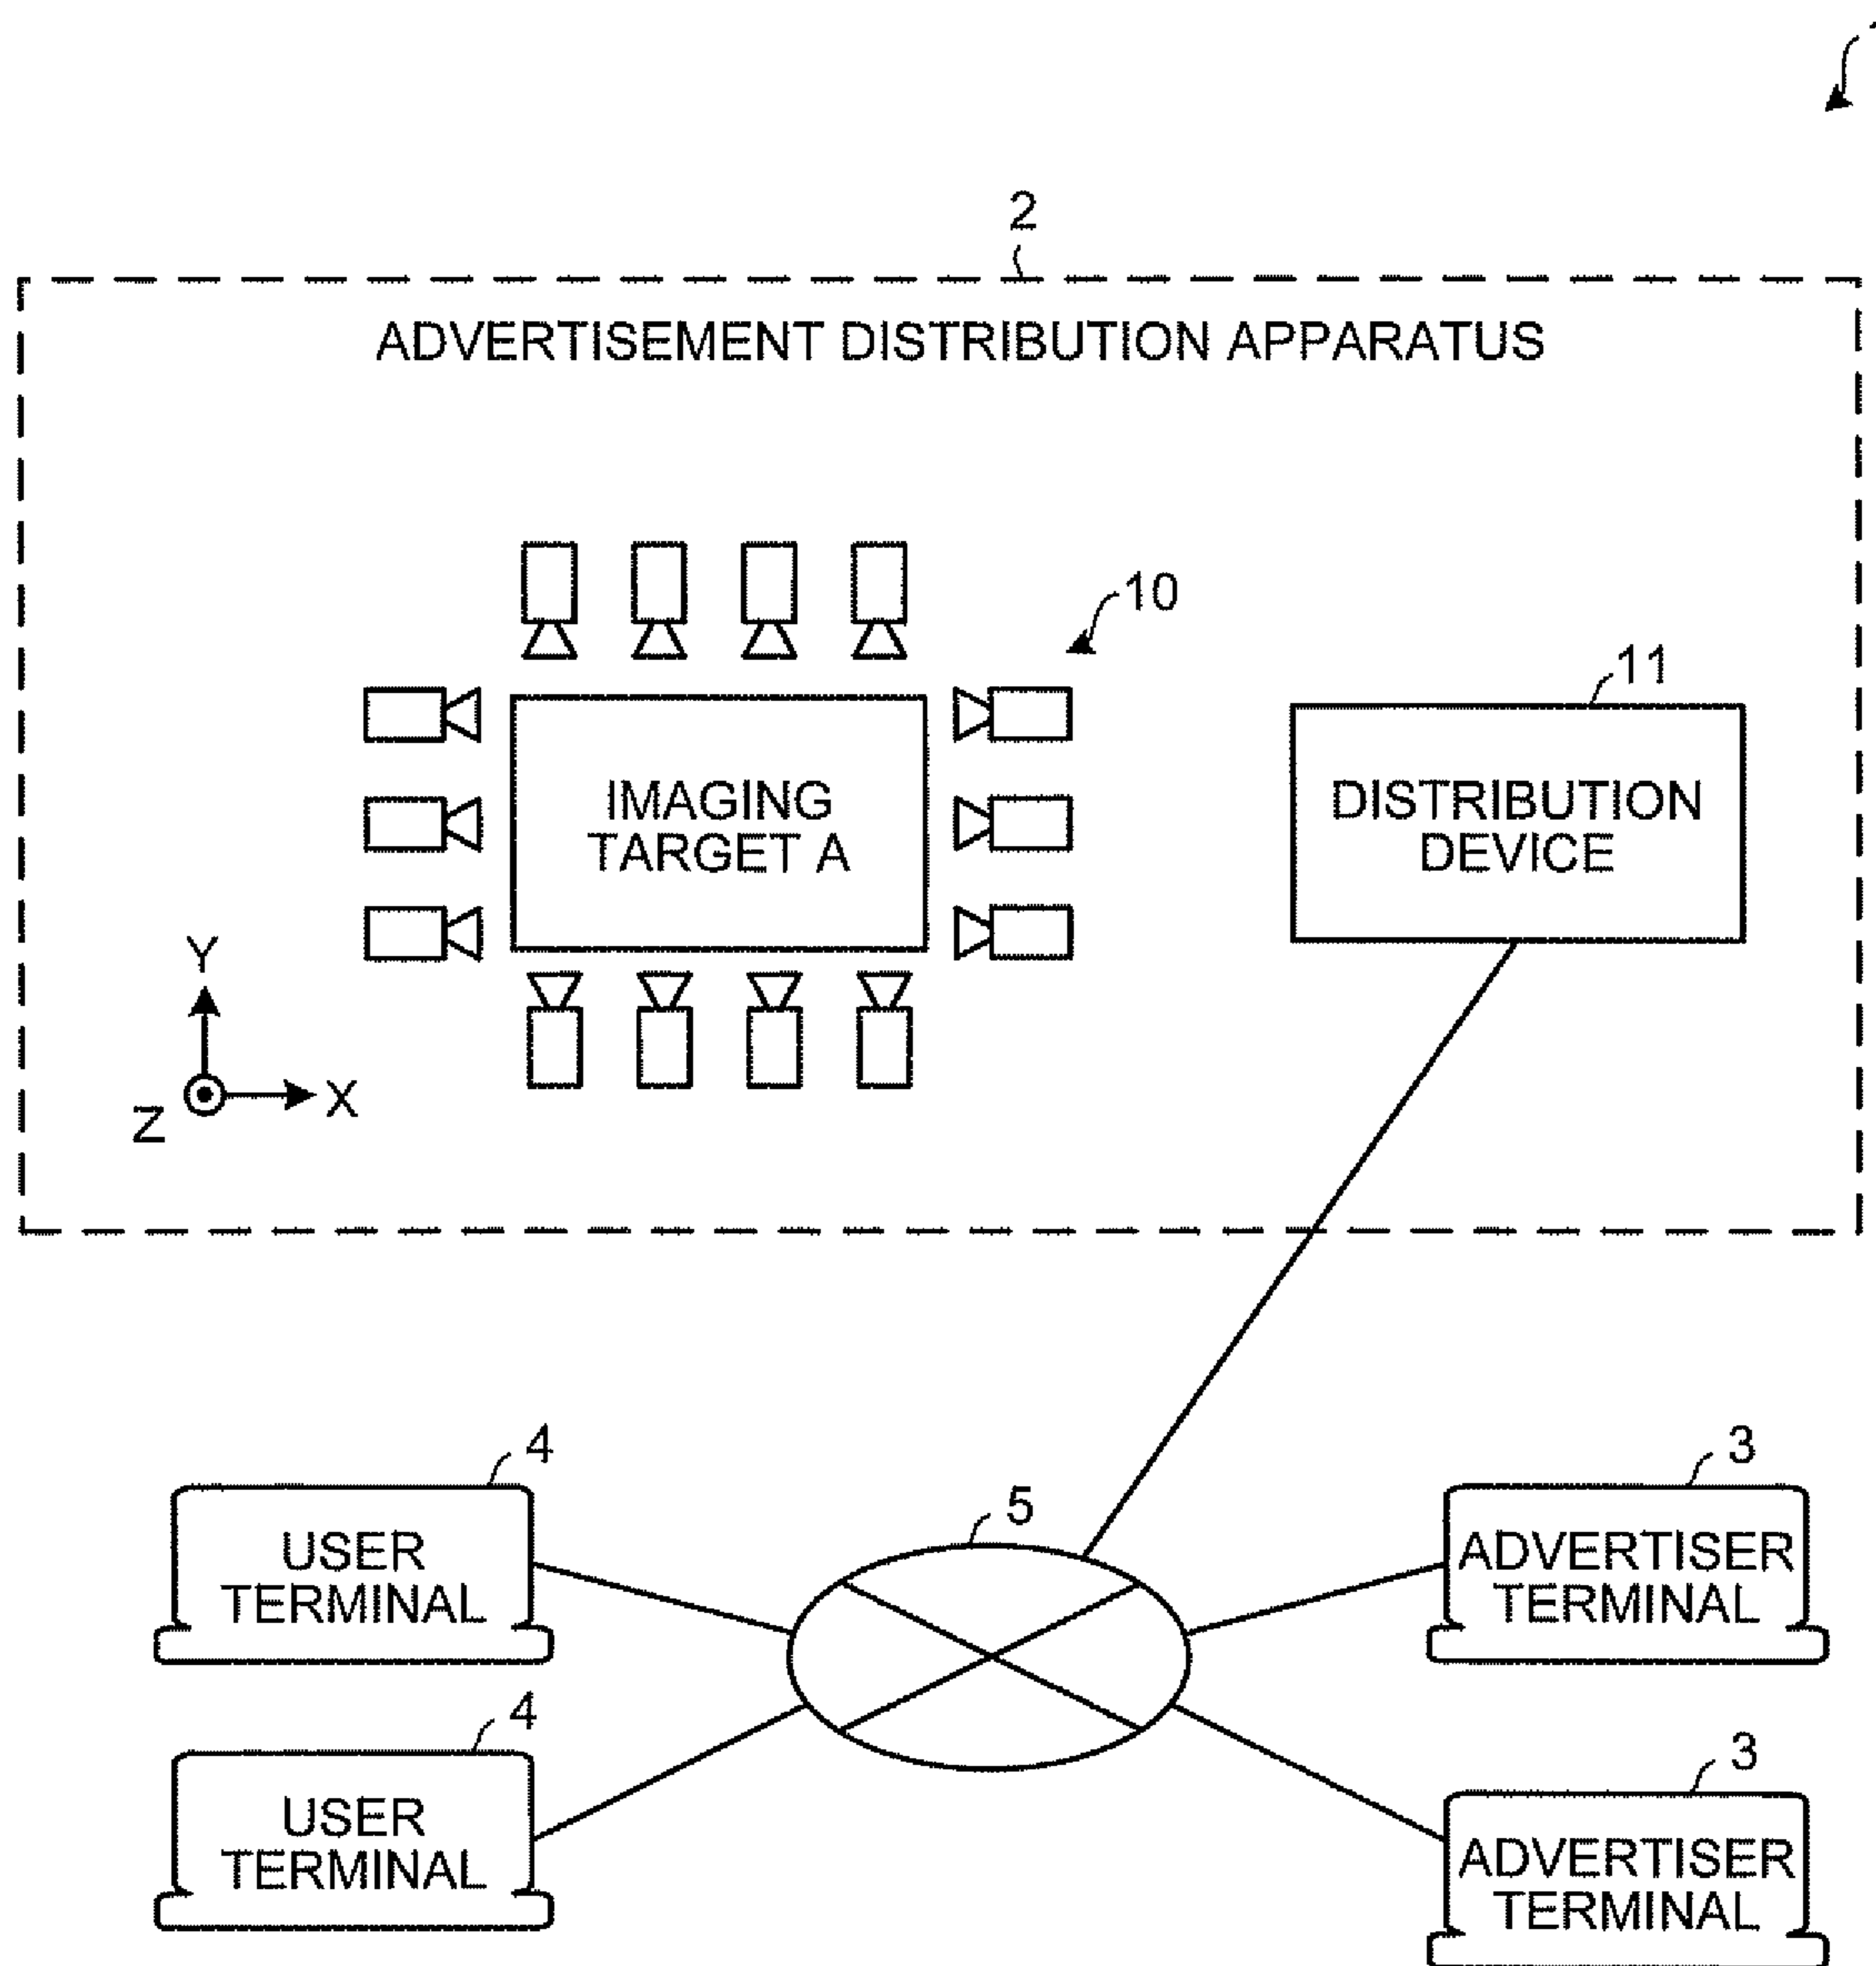 2
ADVERTISEMENT DISTRIBUTION APPARATUS
10
11
IMAGING
TARGET A
DISTRIBUTION
DEVICE
Y
X
Z
4
3
5
USER
TERMINAL
ADVERTISER
TERMINAL
4
3
USER
TERMINAL
ADVERTISER
TERMINAL